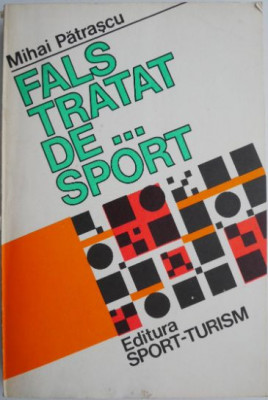 Mihai Pătrașcu
FALS
TRATAT
DE ...
SPORT
Editura
SPORT-TURISM